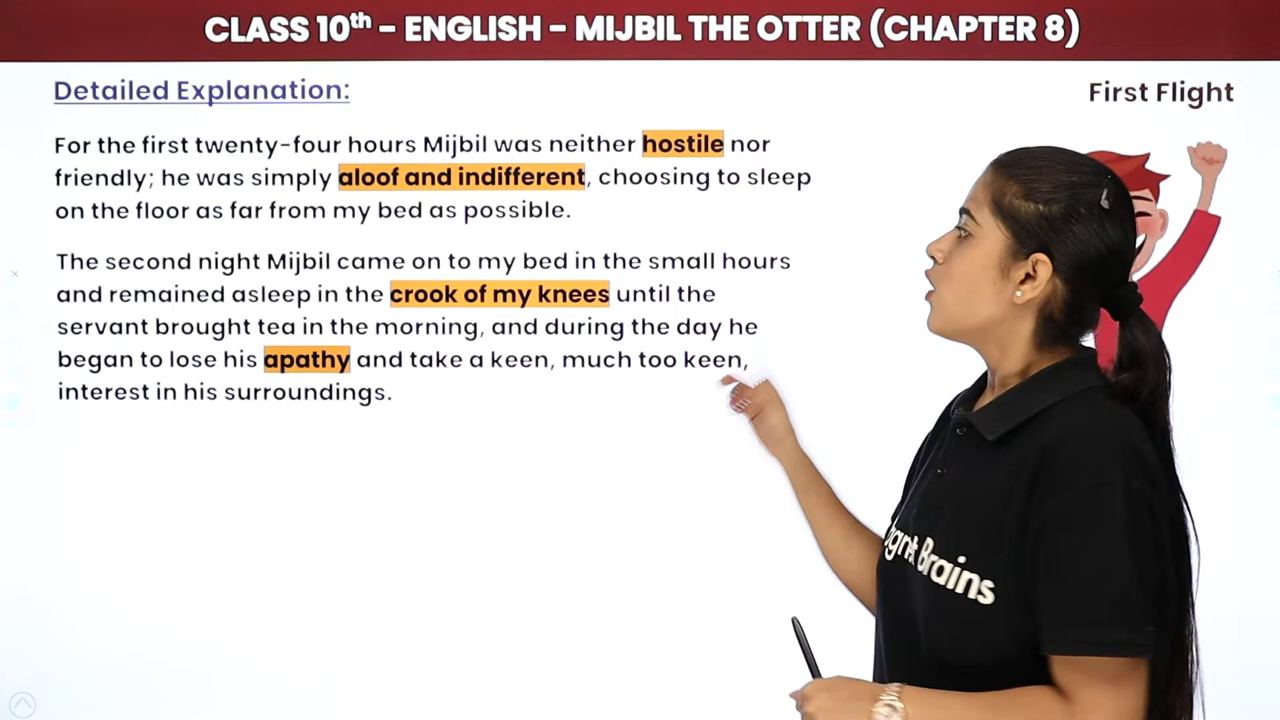 CLASS 10th - ENGLISH - MIJBIL THE OTTER (CHAPTER 8)
Detailed Explanation:
First Flight
For the first twenty-four hours Mijbil was neither hostile nor
friendly; he was simply aloof and indifferent, choosing to sleep
on the floor as far from my bed as possible.
The second night Mijbil came on to my bed in the small hours
and remained asleep in the crook of my knees until the
servant brought tea in the morning, and during the day he
began to lose his apathy and take a keen, much too keen,
interest in his surroundings.
Brains